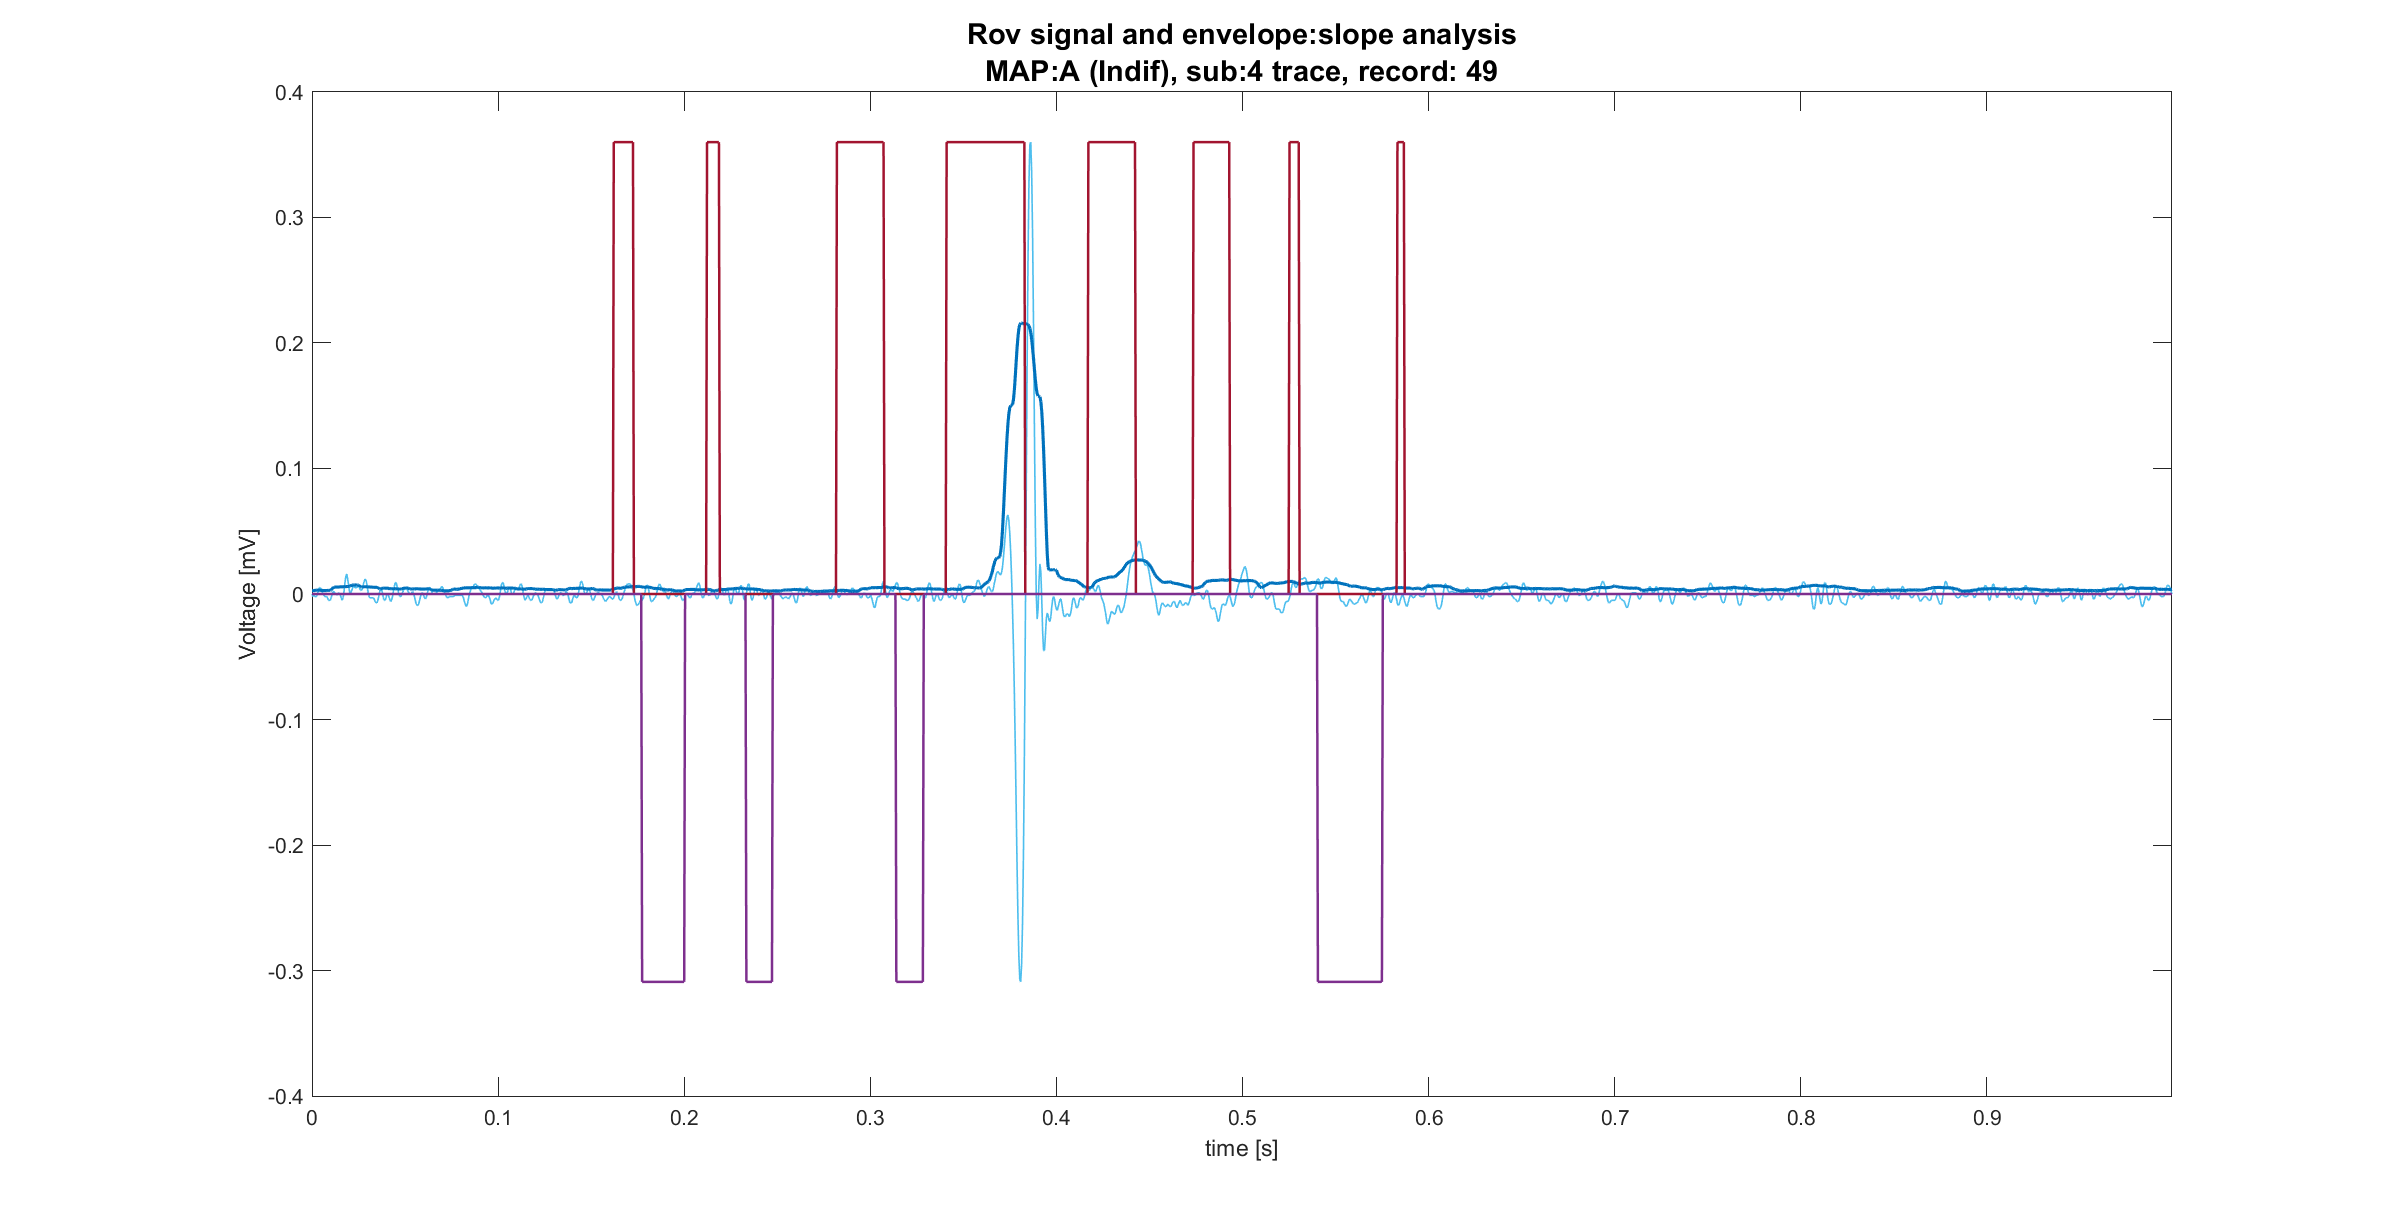 Rov signal and envelope:slope analysis
MAP:A (Indif), sub:4 trace, record: 49
0.4
0.3
0.2
0.1
0
-0.1
-0.2
-0.3
-0.4
Voltage [mV]
0 0.1 0.2 0.3 0.4 0.5 0.6 0.7 0.8 0.9
time [s]